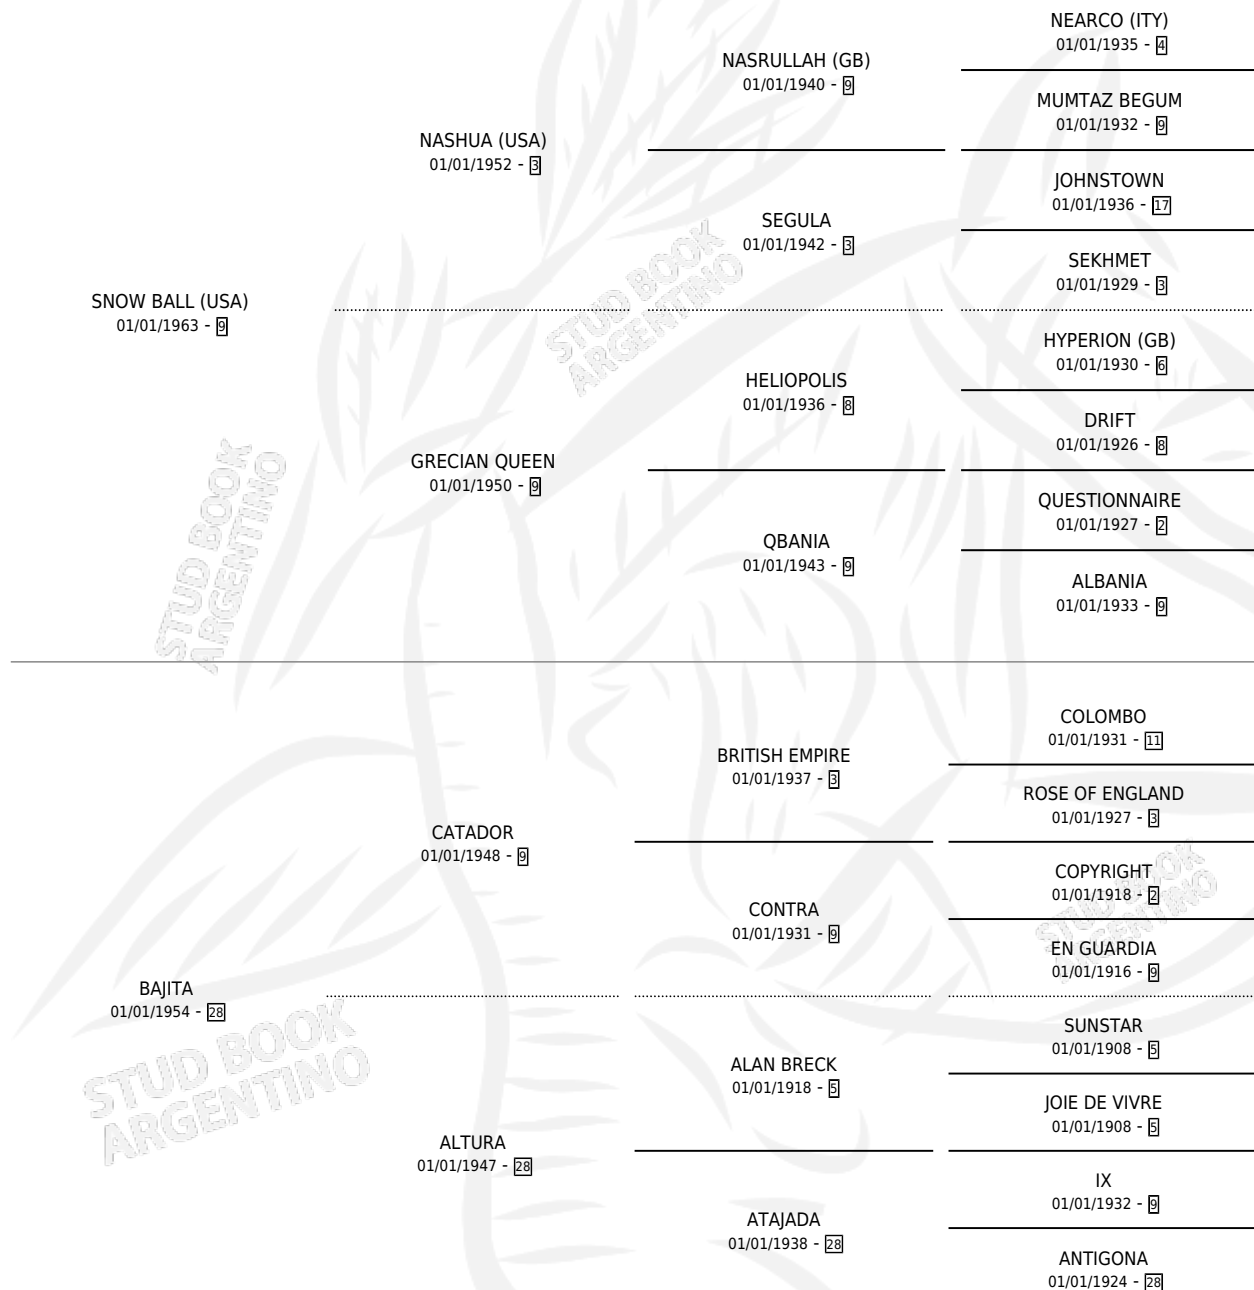 NEARCO (ITY)
01/01/1935 - 4
NASRULLAH (GB)
01/01/1940 - 9
MUMTAZ BEGUM
01/01/1932 - 9
NASHUA (USA)
01/01/1952 - 3
JOHNSTOWN
01/01/1936 - 17
SEGULA
01/01/1942 - 3
SEKHMET
01/01/1929 - 3
SNOW BALL (USA)
01/01/1963 - 9
STUD BOOK
ARGENTINO
HYPERION (GB)
01/01/1930 - 6
HELIOPOLIS
01/01/1936 - 8
DRIFT
01/01/1926 - 8
GRECIAN QUEEN
01/01/1950 - 9
QUESTIONNAIRE
01/01/1927 - 2
QBANIA
01/01/1943 - 9
ALBANIA
01/01/1933 - 9
STUD BOOK
ARGENTINO
COLOMBO
01/01/1931 - 11
BRITISH EMPIRE
01/01/1937 - 3
ROSE OF ENGLAND
01/01/1927 - 3
CATADOR
01/01/1948 - 9
COPYRIGHT
01/01/1918 - 2
CONTRA
01/01/1931 - 9
EN GUARDIA
01/01/1916 - 9
STUD BOOK
ARGENTINO
BAJITA
01/01/1954 - 28
SUNSTAR
01/01/1908 - 5
ALAN BRECK
01/01/1918 - 5
JOIE DE VIVRE
01/01/1908 - 5
STUD BOOK
ARGENTINO
ALTURA
01/01/1947 - 28
IX
01/01/1932 - 9
ATAJADA
01/01/1938 - 28
ANTIGONA
01/01/1924 - 28